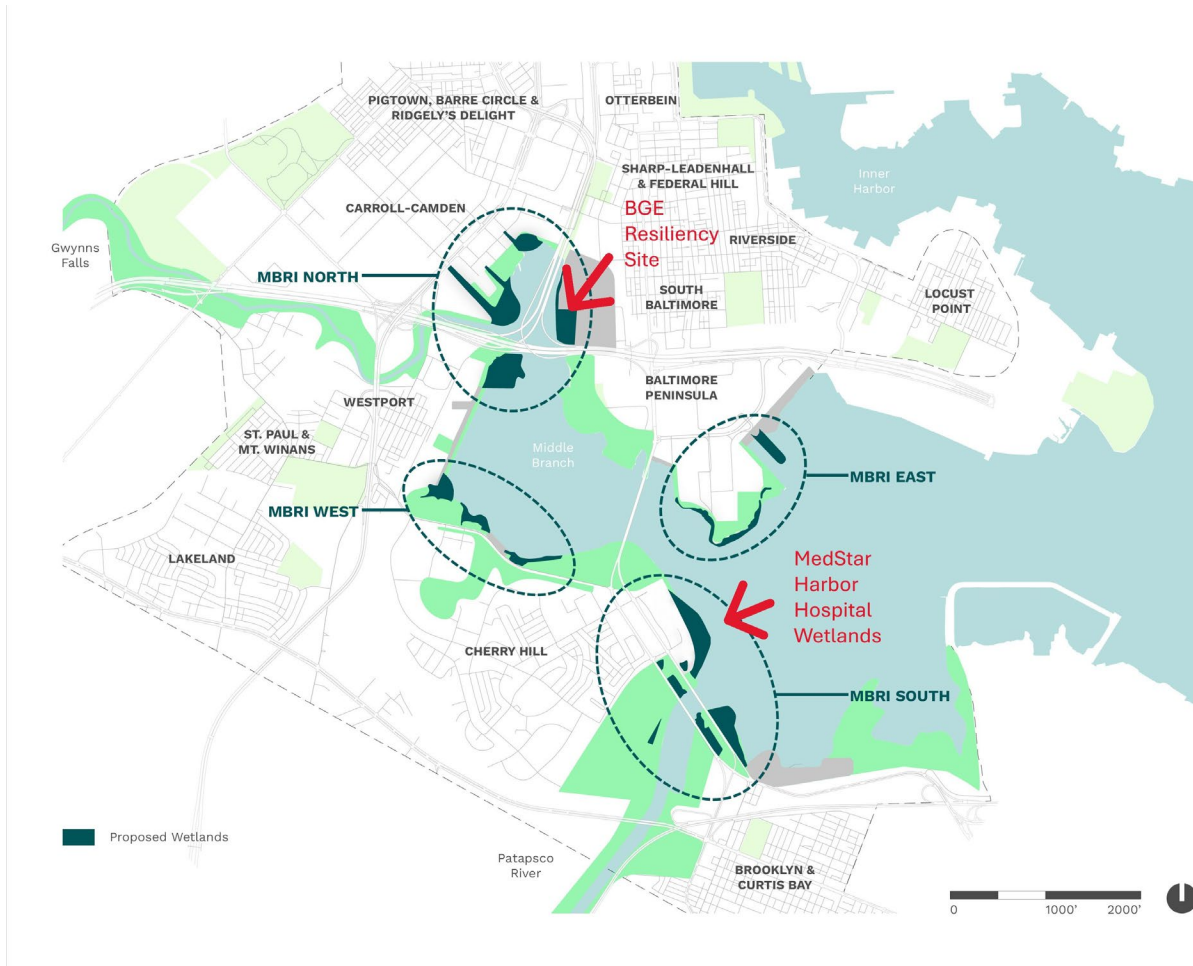 PIGTOWN, BARRE CIRCLE &
RIDGELY'S DELIGHT
OTTERBEIN
SHARP-LEADENHALL
& FEDERAL HILL
Inner
Harbor
CARROLL-CAMDEN
BGE
Resiliency
Site
RIVERSIDE
Gwynns
Falls
MBRI NORTH
SOUTH
BALTIMORE
LOCUST
POINT
WESTPORT
BALTIMORE
PENINSULA
ST. PAUL &
MT. WINANS
Middle
Branch
MBRI EAST
MBRI WEST
LAKELAND
MedStar
Harbor
Hospital
Wetlands
CHERRY HILL
MBRI SOUTH
Proposed Wetlands
Patapsco
River
BROOKLYN &
CURTIS BAY
0 1000' 2000'